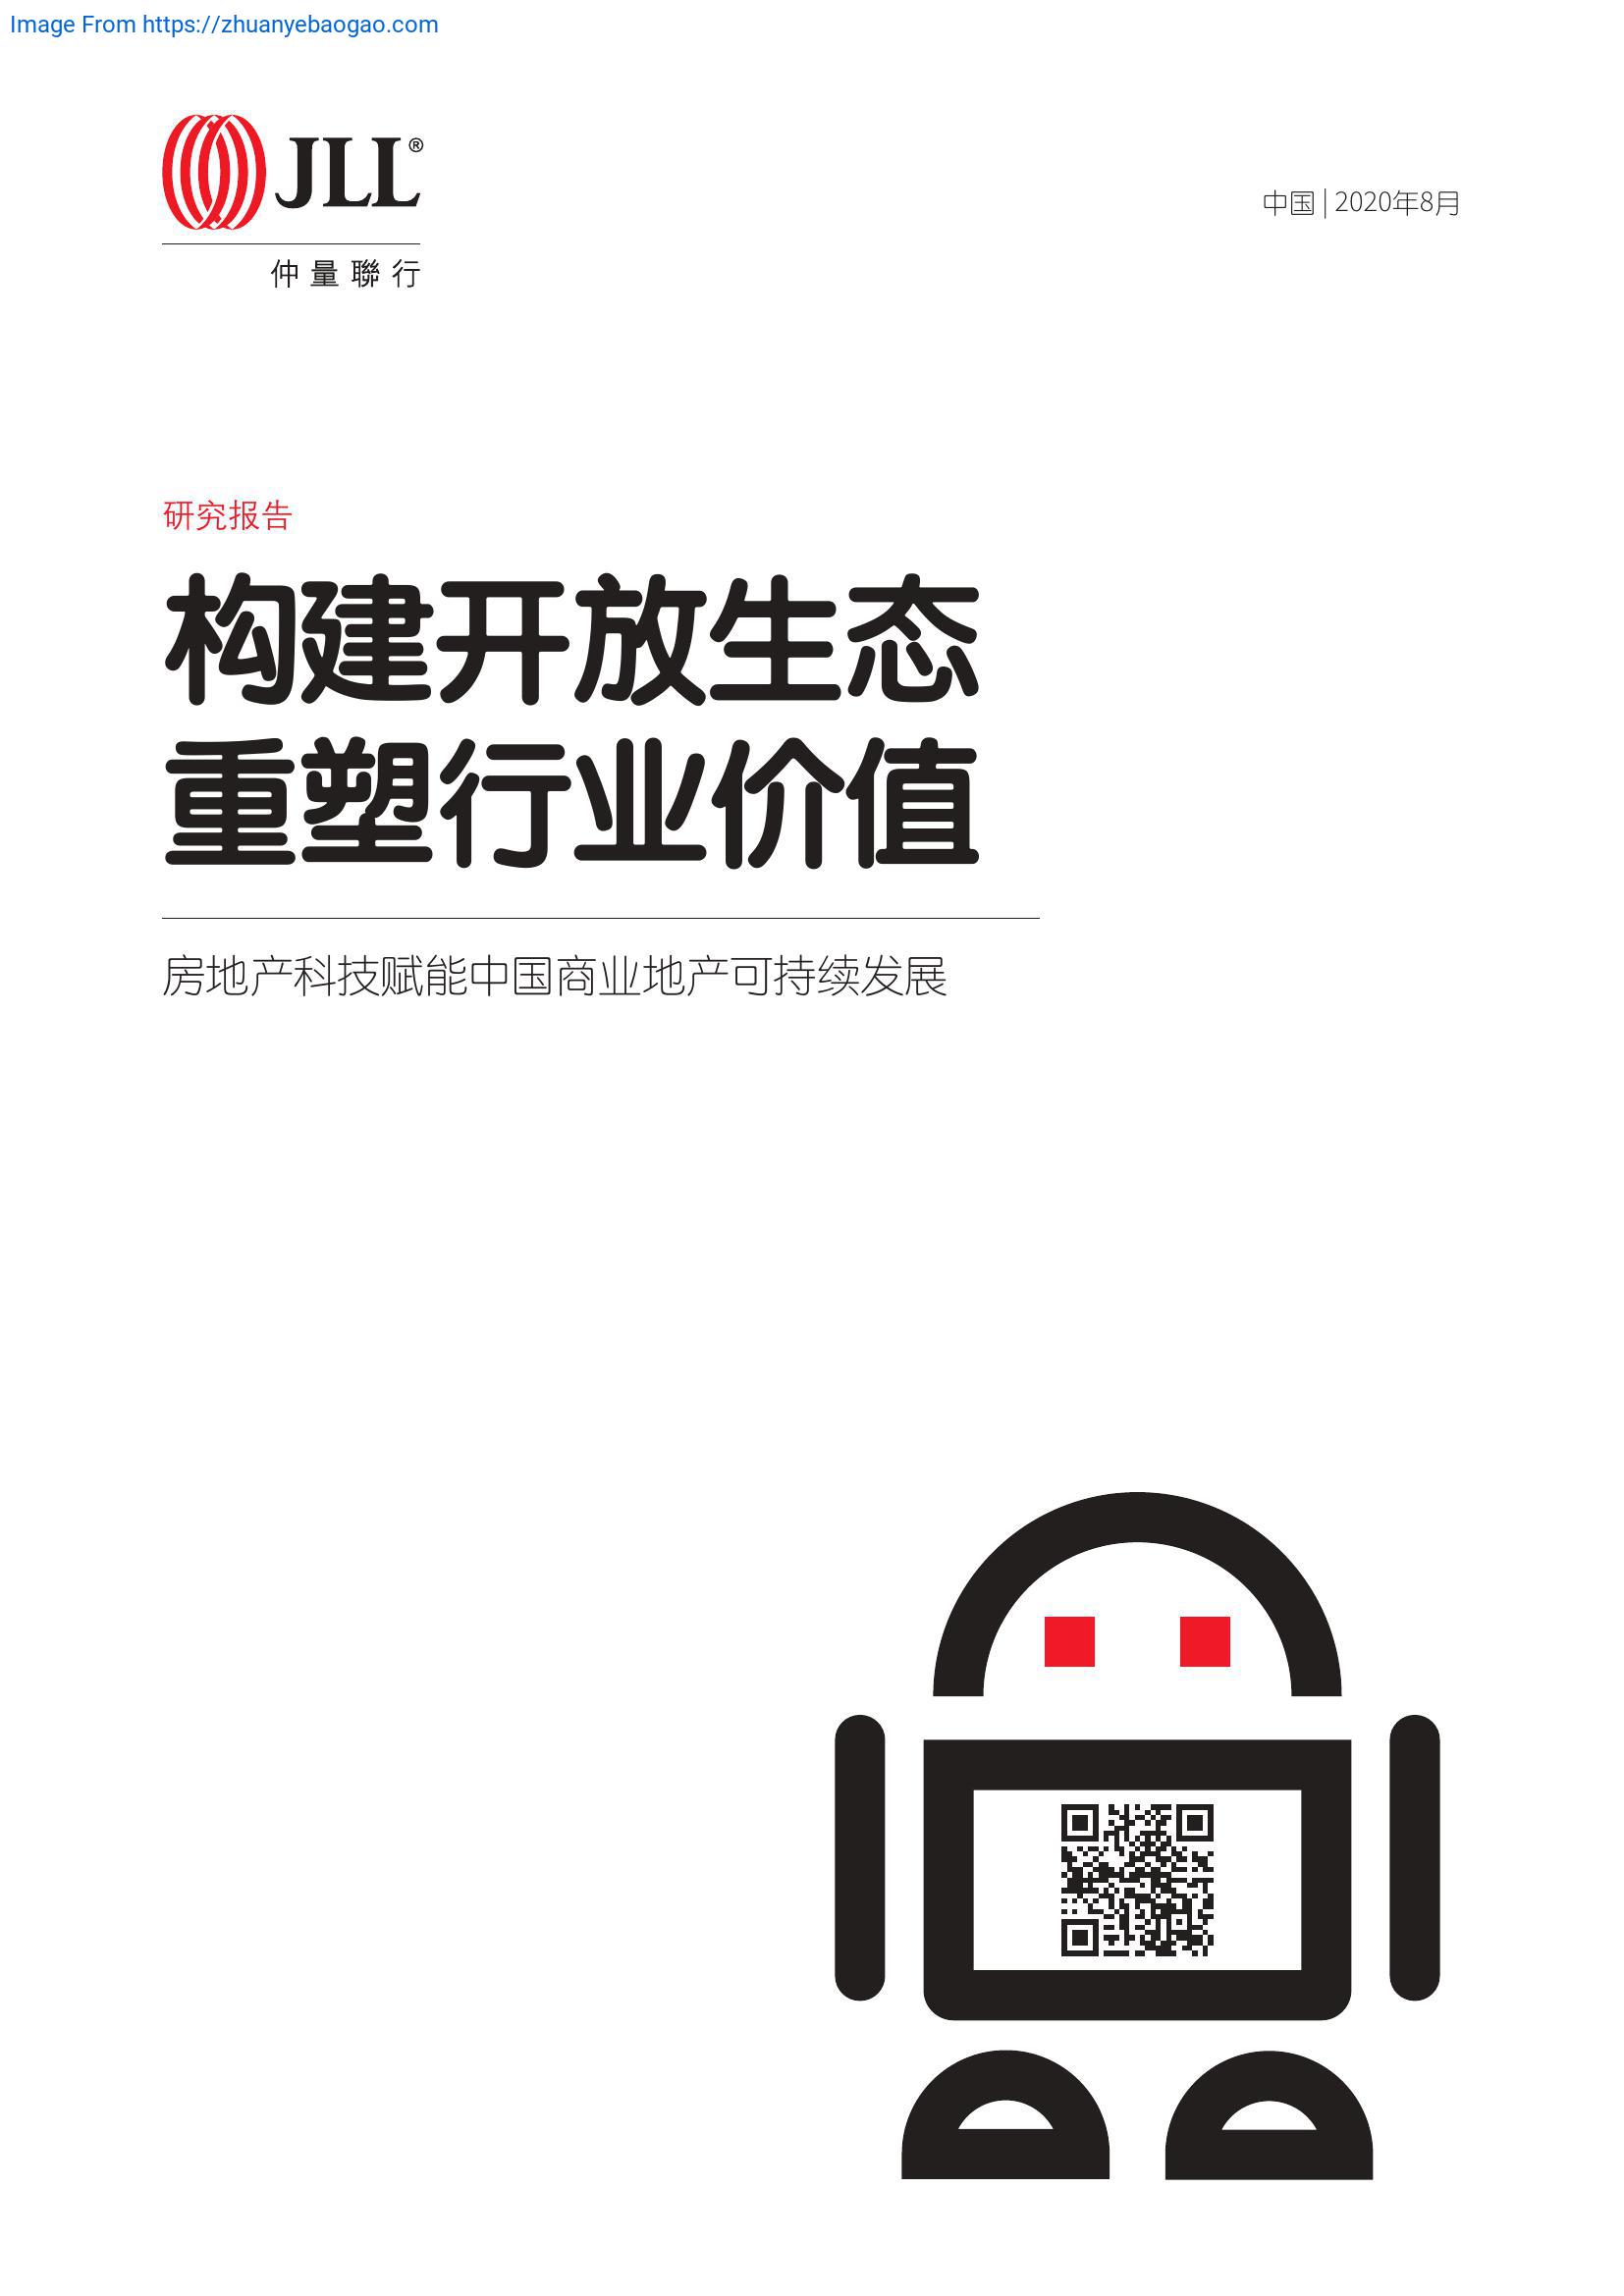 Image From https://zhuanyebaogao.com
JLL®
仲量聯行
中国 | 2020年8月
研究报告
构建开放生态
重塑行业价值
房地产科技赋能中国商业地产可持续发展